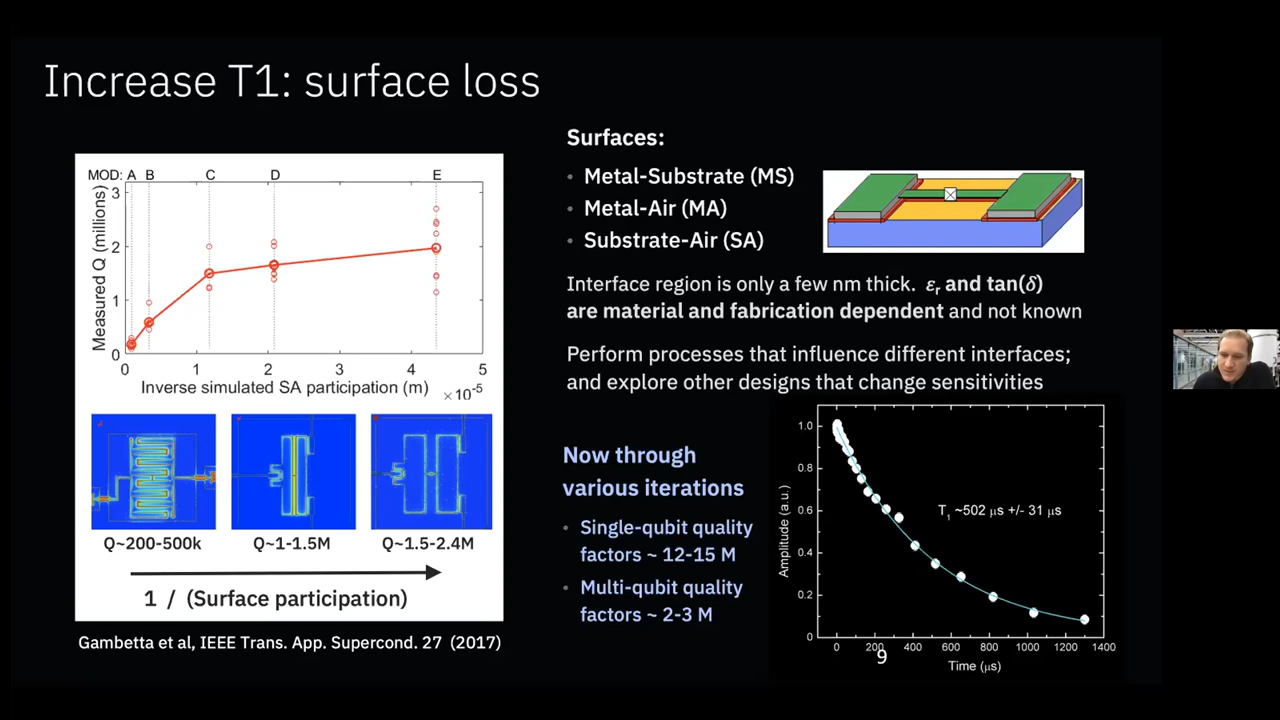 Increase T1: surface loss
MOD: A B C D E
Measured Q (millions)
3
2
1
0
0 1 2 3 4 5
Inverse simulated SA participation (m)
×10⁻⁵
Q~200-500k
Q~1-1.5M
Q~1.5-2.4M
1 / (Surface participation)
Gambetta et al, IEEE Trans. App. Supercond. 27 (2017)
Surfaces:
• Metal-Substrate (MS)
• Metal-Air (MA)
• Substrate-Air (SA)
Interface region is only a few nm thick. εᵣ and tan(δ)
are material and fabrication dependent and not known
Perform processes that influence different interfaces;
and explore other designs that change sensitivities
Now through
various iterations
• Single-qubit quality
factors ~ 12-15 M
• Multi-qubit quality
factors ~ 2-3 M
Amplitude (a.u.)
1.0
0.8
0.6
0.4
0.2
0
T₁ ~502 μs +/- 31 μs
0 200 400 600 800 1000 1200 1400
Time (μs)
9